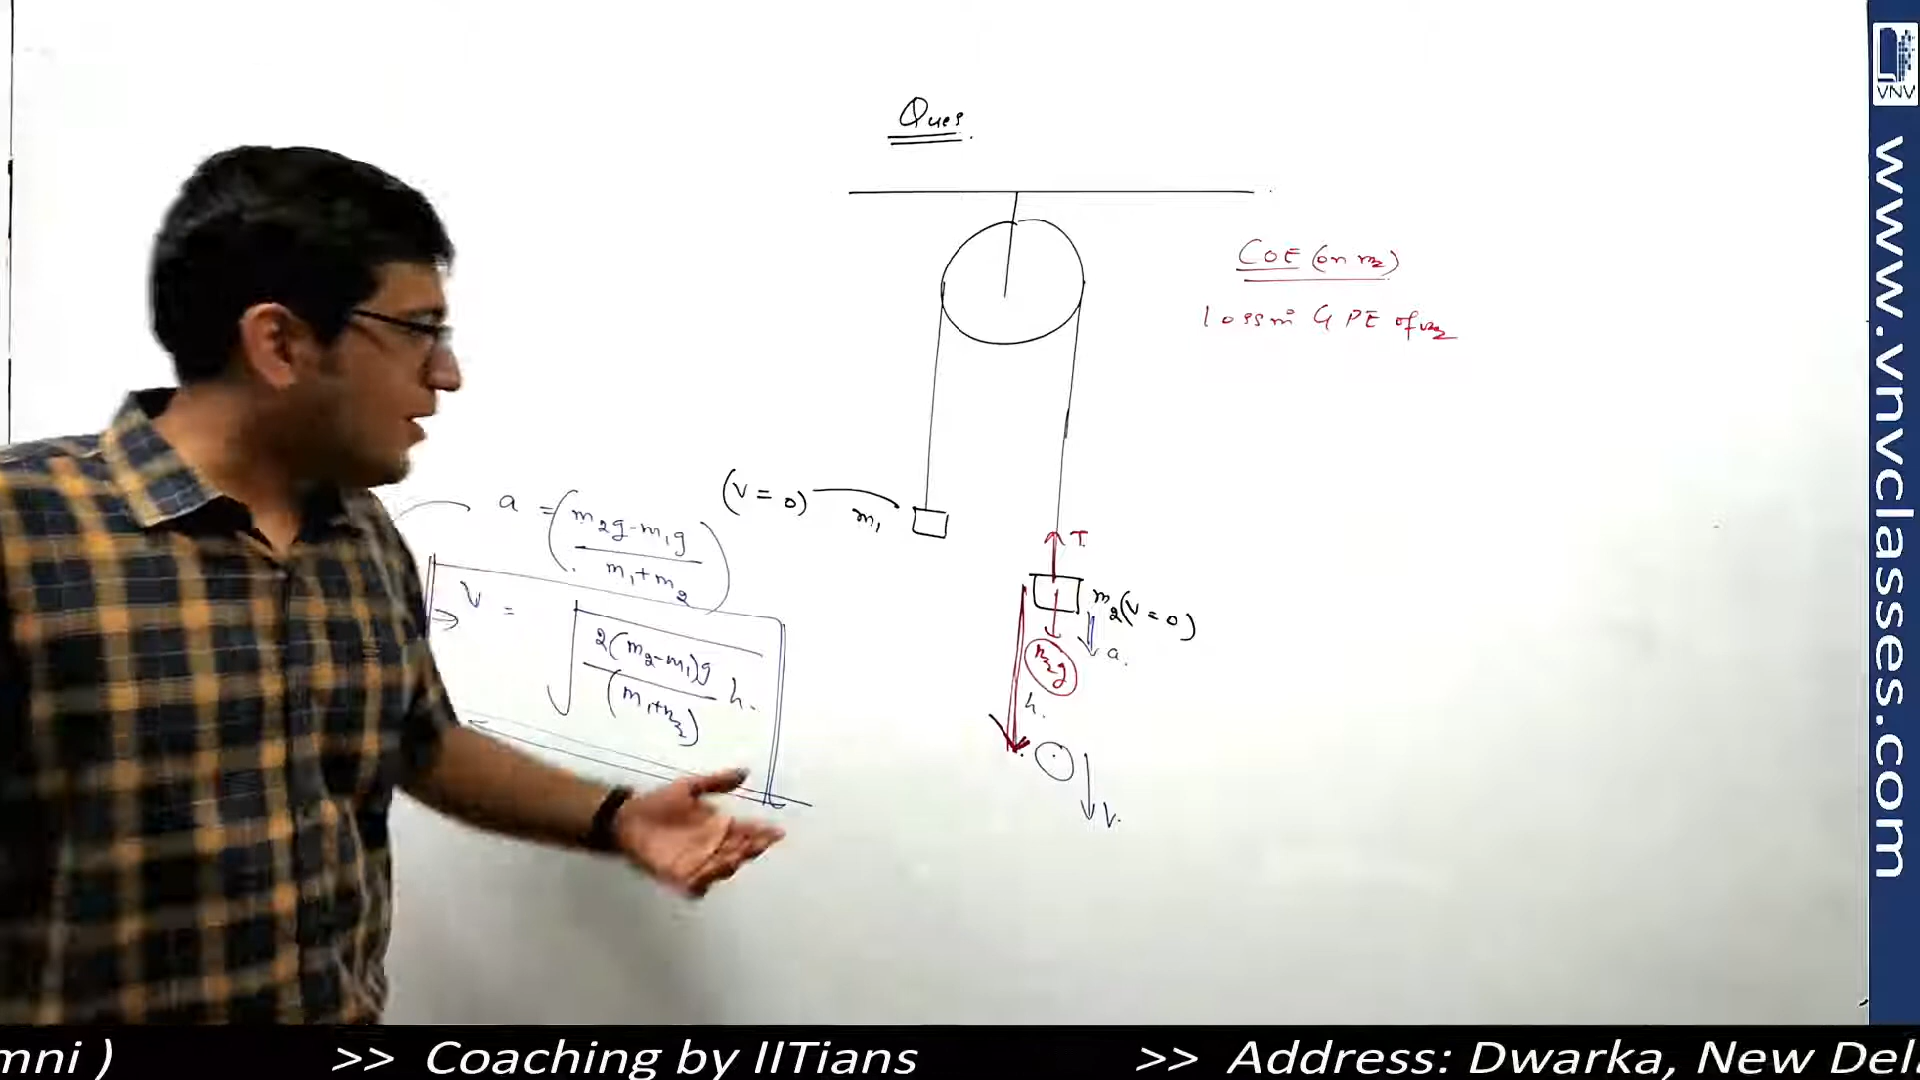 Ques.
COE (on m2)
loss in GPE of m2
(v = 0)
m1
a = (m2g - m1g / m1 + m2)
T
m2 (v = 0)
a.
m2g
h.
v.
→ v = √2(m2 - m1)g / (m1 + m2) h.
VNV
www.vnvclasses.com
mni ) >> Coaching by IITians >> Address: Dwarka, New Del